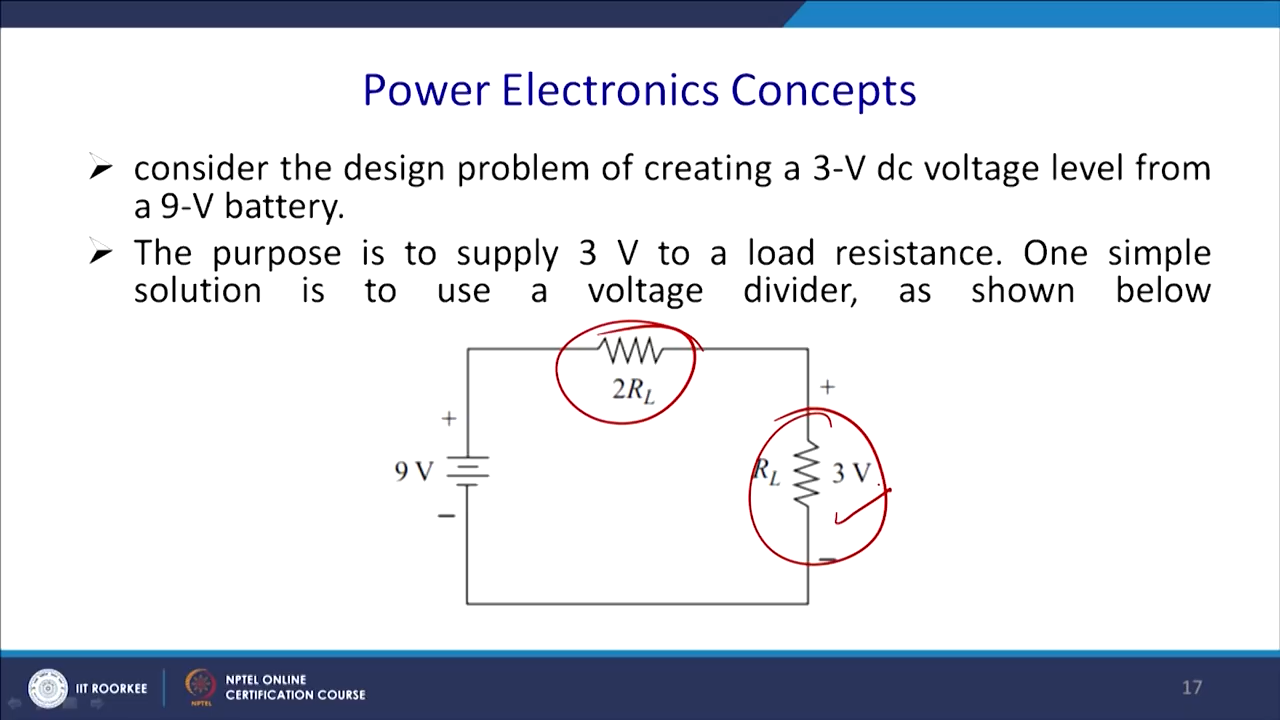 Power Electronics Concepts
➢ consider the design problem of creating a 3-V dc voltage level from
a 9-V battery.
➢ The purpose is to supply 3 V to a load resistance. One simple
solution is to use a voltage divider, as shown below
2R_L
+
+
9 V
R_L 3 V
−
−
IIT ROORKEE
NPTEL
NPTEL ONLINE
CERTIFICATION COURSE
17